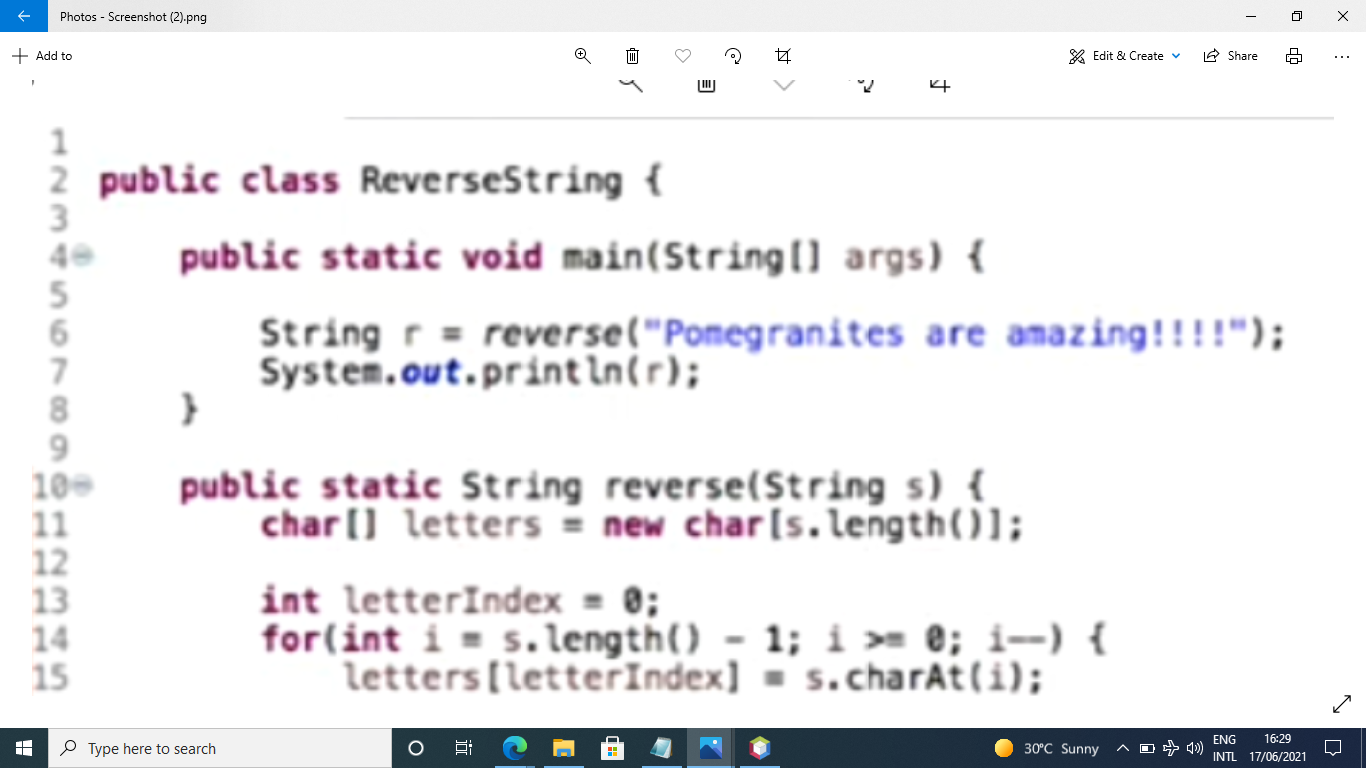 Photos - Screenshot (2).png
Add to
Edit & Create
Share
1
2 public class ReverseString {
3
4 public static void main(String[] args) {
5
6 String r = reverse("Pomegranites are amazing!!!!");
7 System.out.println(r);
8 }
9
10 public static String reverse(String s) {
11 char[] letters = new char[s.length()];
12
13 int letterIndex = 0;
14 for(int i = s.length() - 1; i >= 0; i--) {
15 letters[letterIndex] = s.charAt(i);
Type here to search
30°C Sunny
ENG
INTL
16:29
17/06/2021